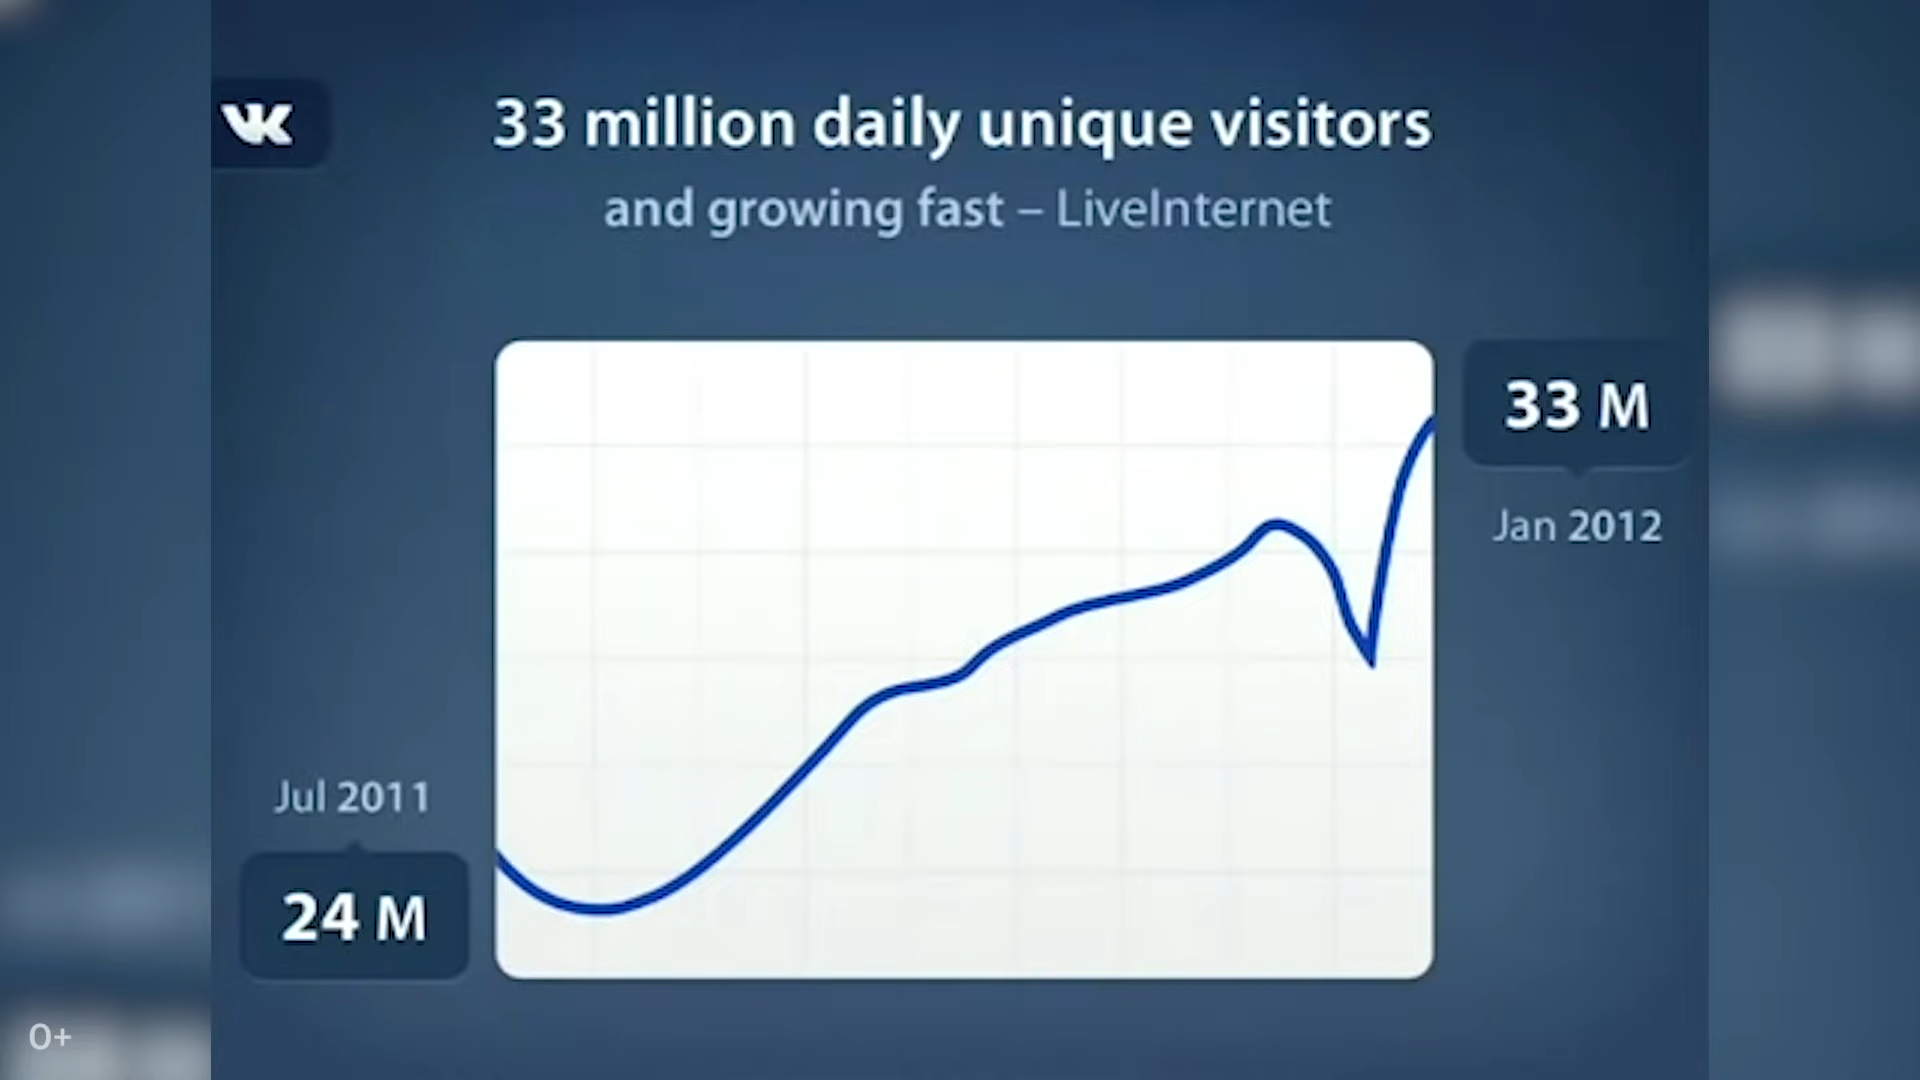 VK
33 million daily unique visitors
and growing fast – LiveInternet
33 M
Jan 2012
Jul 2011
24 M
0+